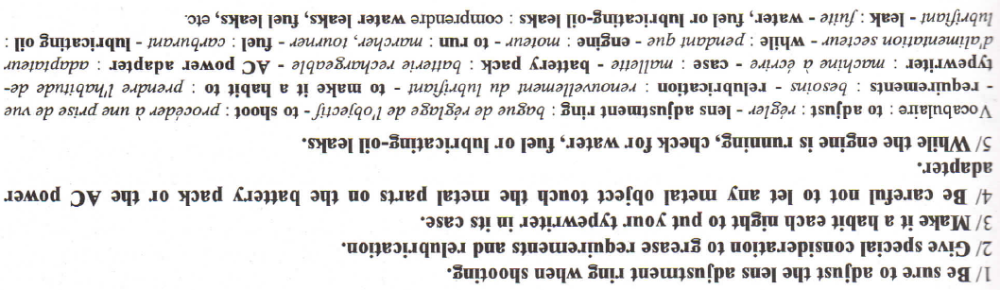 1/ Be sure to adjust the lens adjustment ring when shooting.
2/ Give special consideration to grease requirements and relubrication.
3/ Make it a habit each night to put your typewriter in its case.
4/ Be careful not to let any metal object touch the metal parts on the battery pack or the AC power
adapter.
5/ While the engine is running, check for water, fuel or lubricating-oil leaks.
Vocabulaire : to adjust : régler - lens adjustment ring : bague de réglage de l'objectif - to shoot : procéder à une prise de vue
- requirements : besoins - relubrication : renouvellement du lubrifiant - to make it a habit to : prendre l'habitude de-
typewriter : machine à écrire - case : mallette - battery pack : batterie rechargeable - AC power adapter : adaptateur
d'alimentation secteur - while : pendant que - engine : moteur - to run : marcher, tourner - fuel : carburant - lubricating oil :
lubrifiant - leak : fuite - water, fuel or lubricating-oil leaks : comprendre water leaks, fuel leaks, etc.